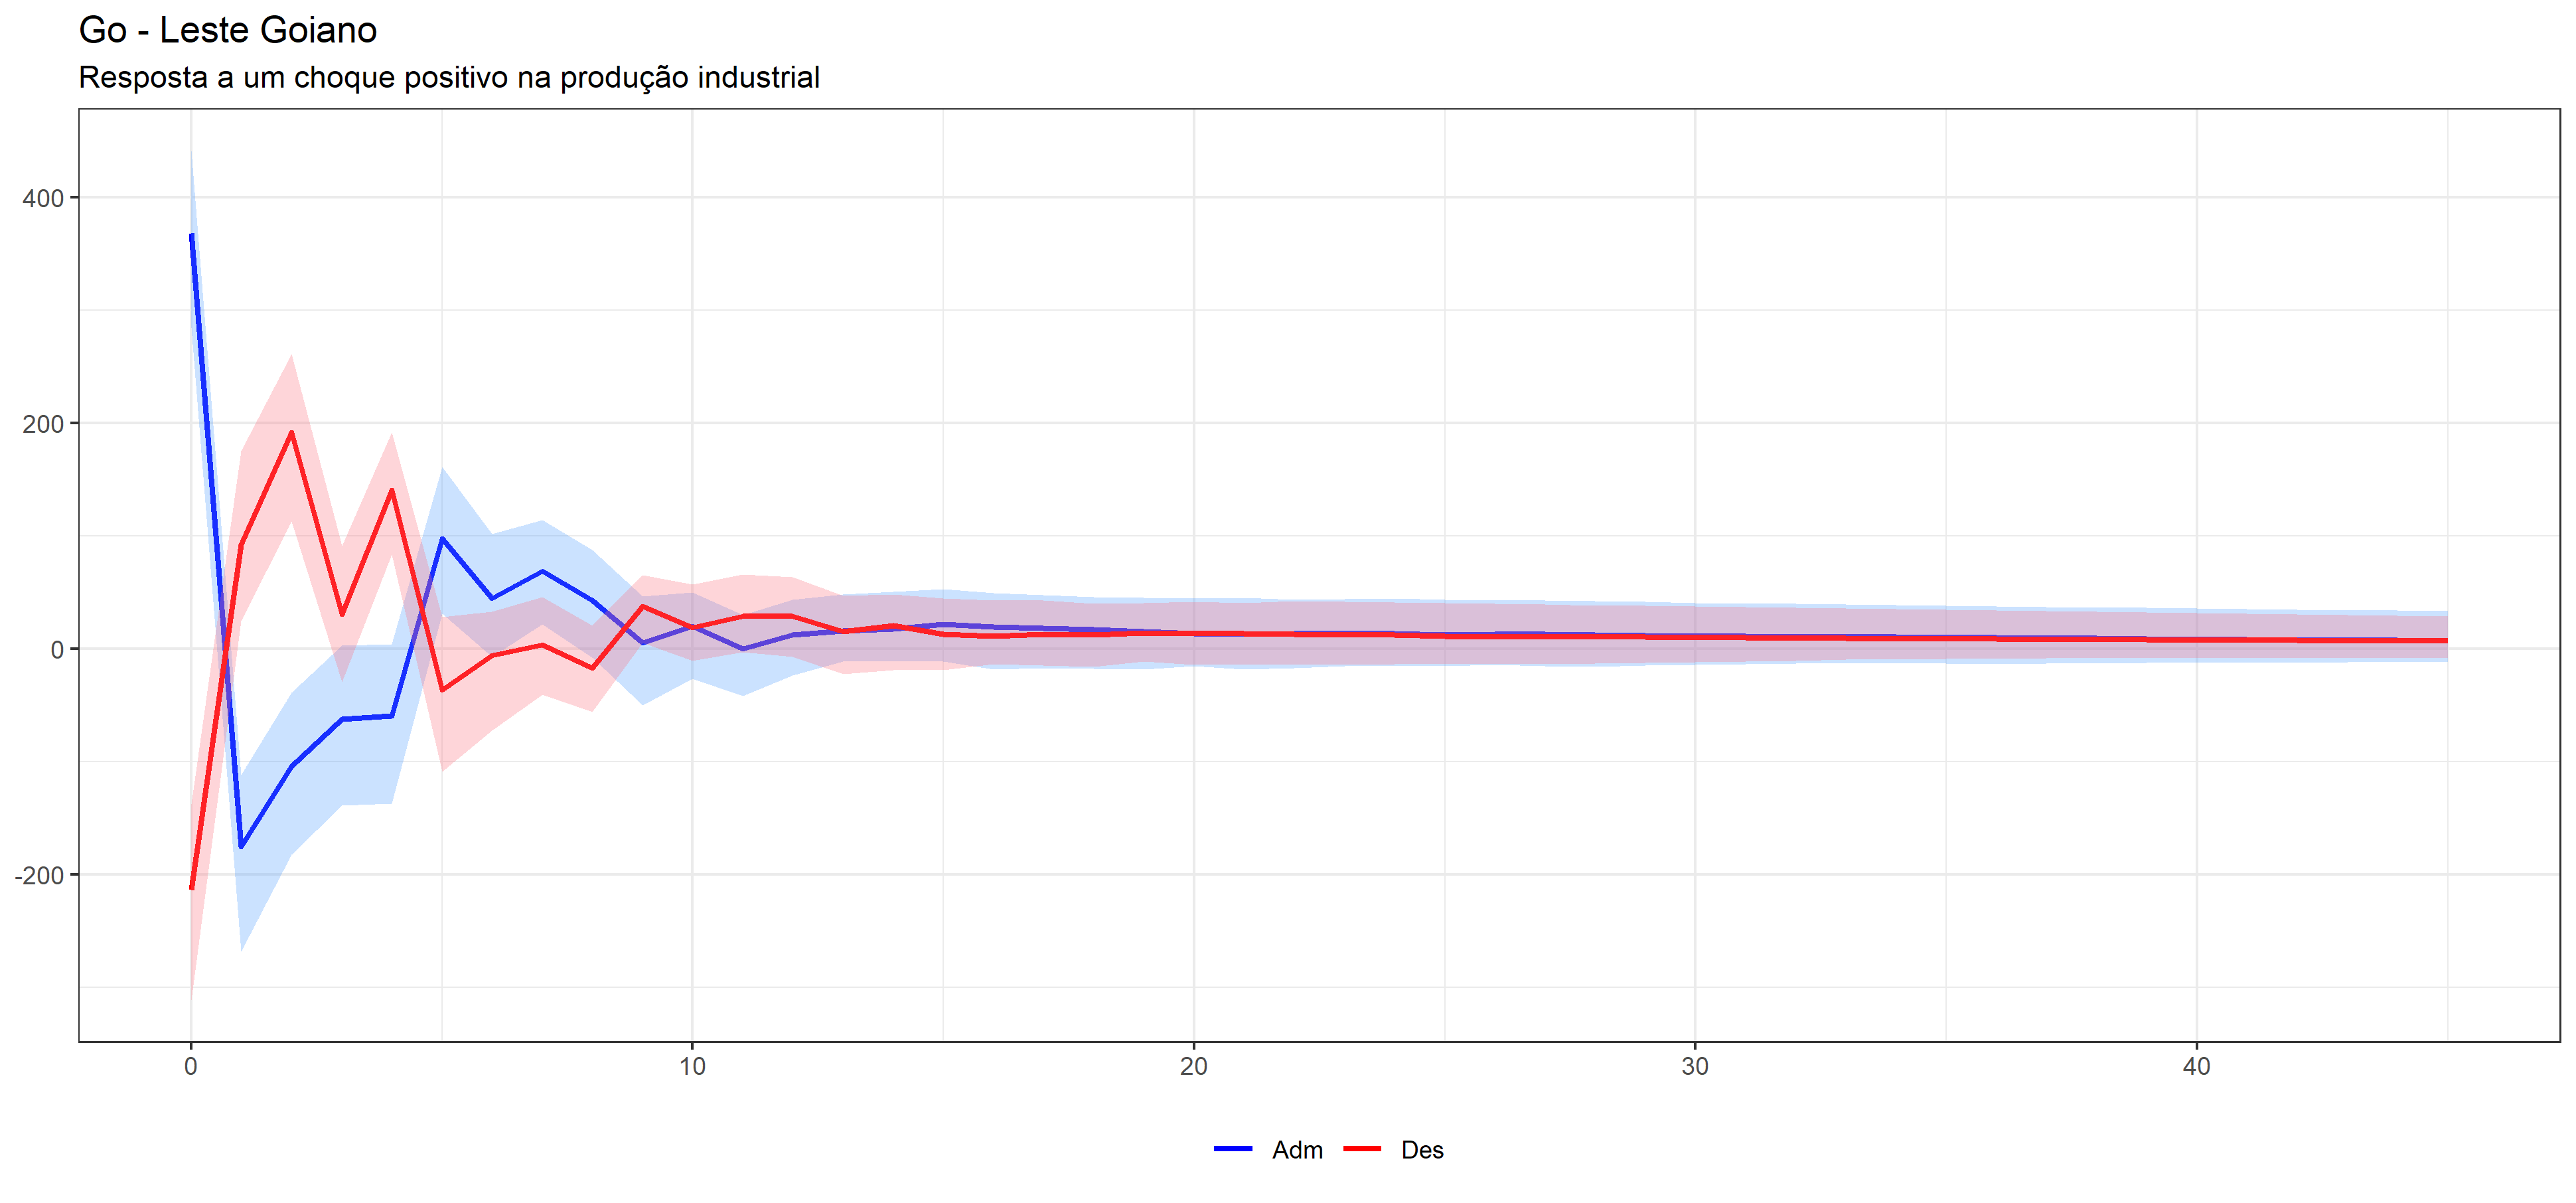 Go - Leste Goiano
Resposta a um choque positivo na produção industrial
400
200
0
-200
0 10 20 30 40
Adm Des